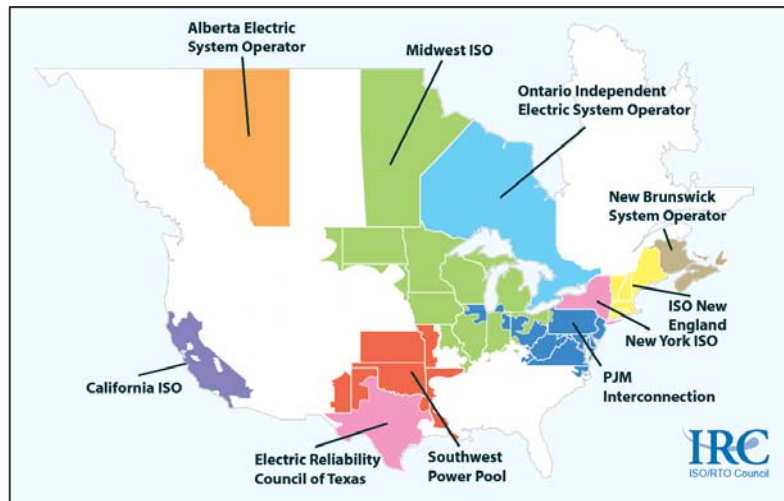 Alberta Electric
System Operator
Midwest ISO
Ontario Independent
Electric System Operator
New Brunswick
System Operator
ISO New
England
New York ISO
PJM
Interconnection
California ISO
Electric Reliability
Council of Texas
Southwest
Power Pool
IRC
ISO/RTO Council